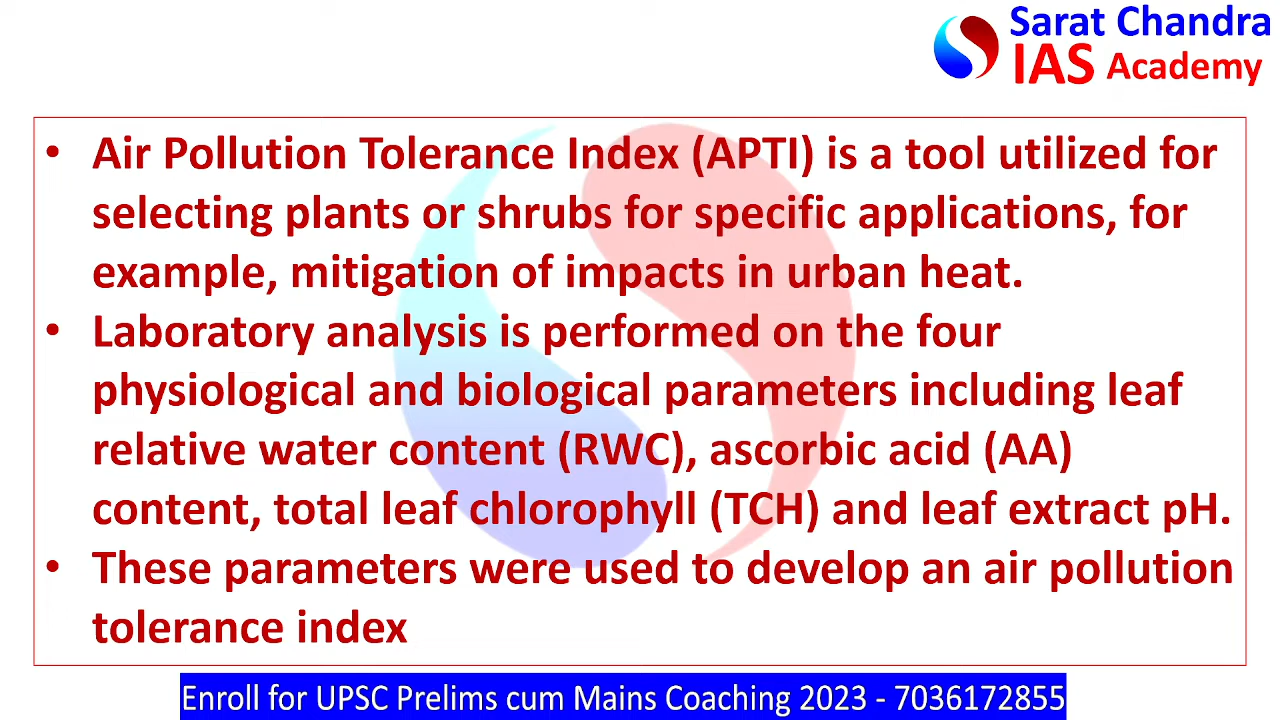 Sarat Chandra
IAS Academy
• Air Pollution Tolerance Index (APTI) is a tool utilized for
selecting plants or shrubs for specific applications, for
example, mitigation of impacts in urban heat.
• Laboratory analysis is performed on the four
physiological and biological parameters including leaf
relative water content (RWC), ascorbic acid (AA)
content, total leaf chlorophyll (TCH) and leaf extract pH.
• These parameters were used to develop an air pollution
tolerance index
Enroll for UPSC Prelims cum Mains Coaching 2023 - 7036172855